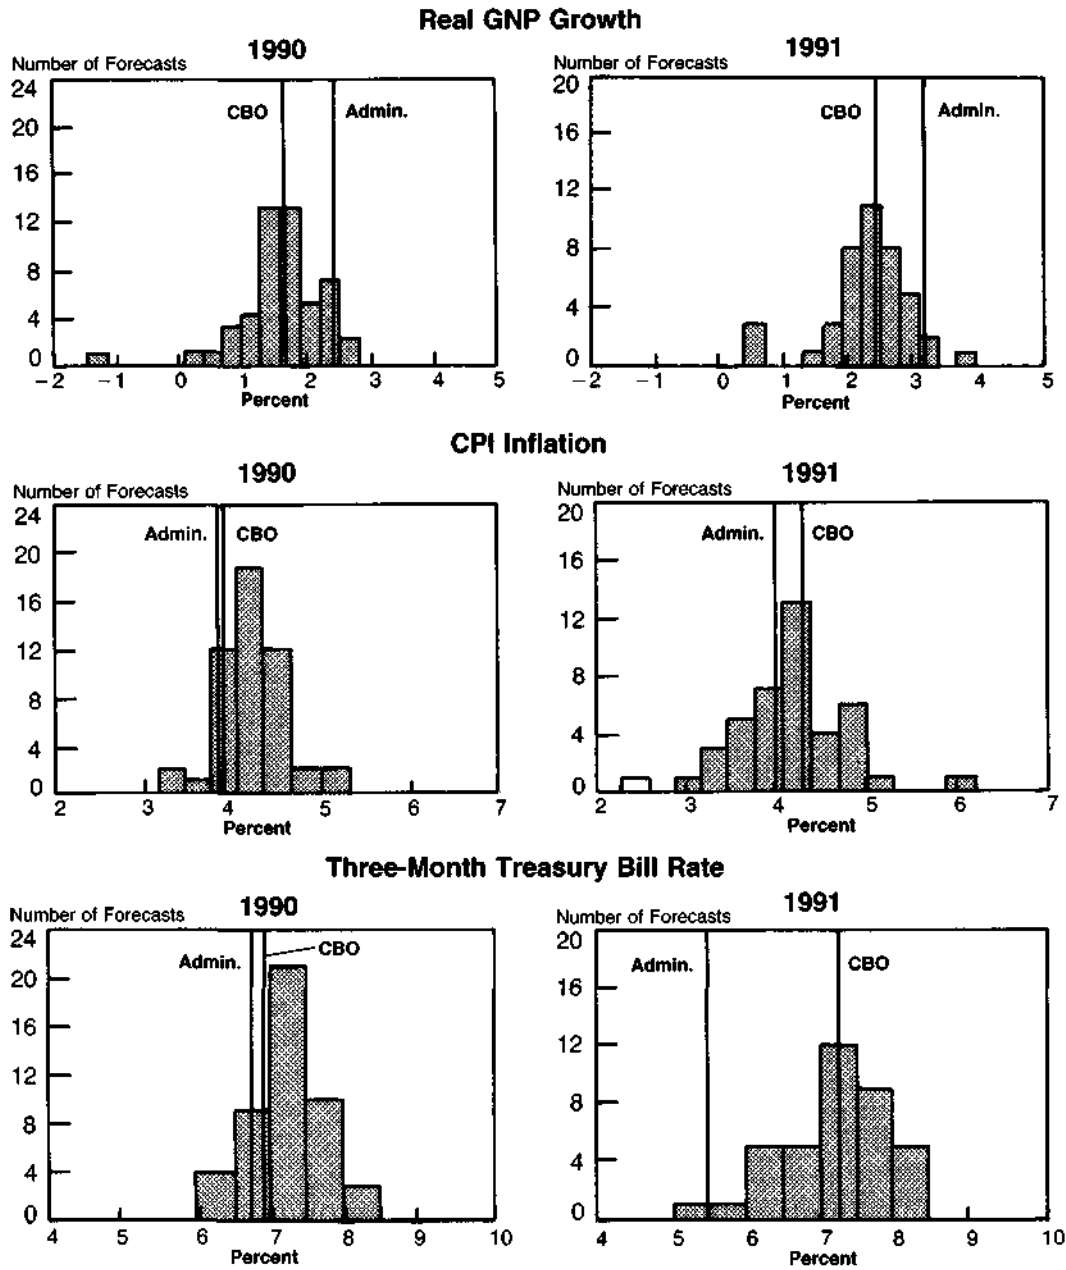 Real GNP Growth
1990
1991
Number of Forecasts
Number of Forecasts
24
20
16
12
8
4
0
CBO
Admin.
-2 -1 0 1 2 3 4 5
Percent
20
16
12
8
4
0
CBO
Admin.
-2 -1 0 1 2 3 4 5
Percent
CPI Inflation
1990
1991
Number of Forecasts
Number of Forecasts
24
20
16
12
8
4
0
Admin.
CBO
2 3 4 5 6 7
Percent
20
16
12
8
4
0
Admin.
CBO
2 3 4 5 6 7
Percent
Three-Month Treasury Bill Rate
1990
1991
Number of Forecasts
Number of Forecasts
24
20
16
12
8
4
0
Admin.
CBO
4 5 6 7 8 9 10
Percent
20
16
12
8
4
0
Admin.
CBO
4 5 6 7 8 9 10
Percent